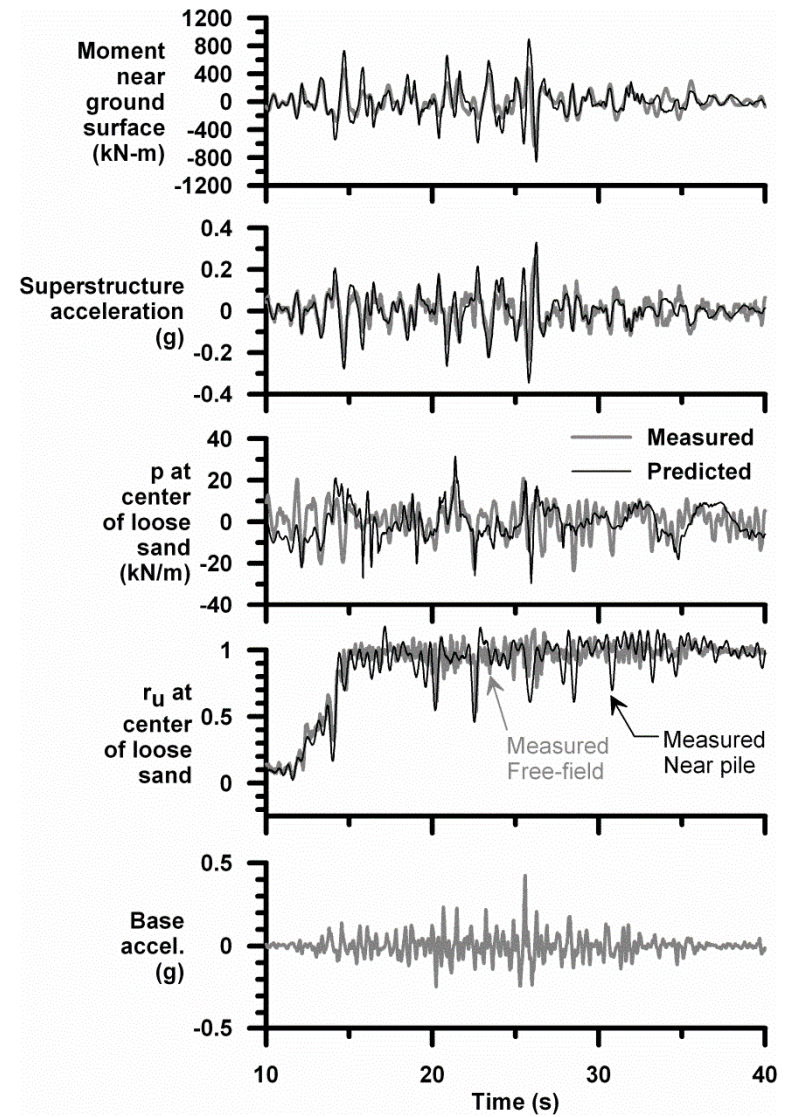 1200
800
400
0
-400
-800
-1200
Moment
near
ground
surface
(kN-m)
0.4
0.2
0
-0.2
-0.4
Superstructure
acceleration
(g)
40
20
0
-20
-40
p at
center
of loose
sand
(kN/m)
Measured
Predicted
1
0.5
0
ru at
center
of loose
sand
Measured
Free-field
Measured
Near pile
0.5
0
-0.5
Base
accel.
(g)
10
20
30
40
Time (s)